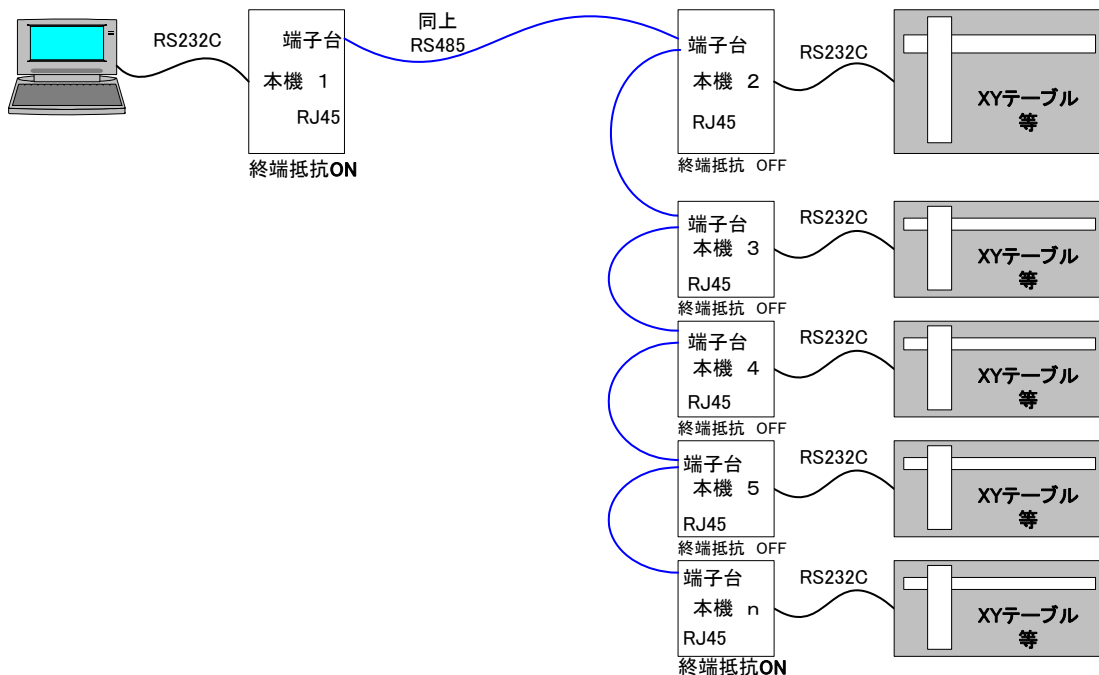 同上
RS485
RS232C
端子台
本機 1
RJ45
終端抵抗ON
端子台
本機 2
RJ45
終端抵抗 OFF
RS232C
XYテーブル
等
端子台
本機 3
RJ45
終端抵抗 OFF
RS232C
XYテーブル
等
端子台
本機 4
RJ45
終端抵抗 OFF
RS232C
XYテーブル
等
端子台
本機 5
RJ45
終端抵抗 OFF
RS232C
XYテーブル
等
端子台
本機 n
RJ45
終端抵抗ON
RS232C
XYテーブル
等